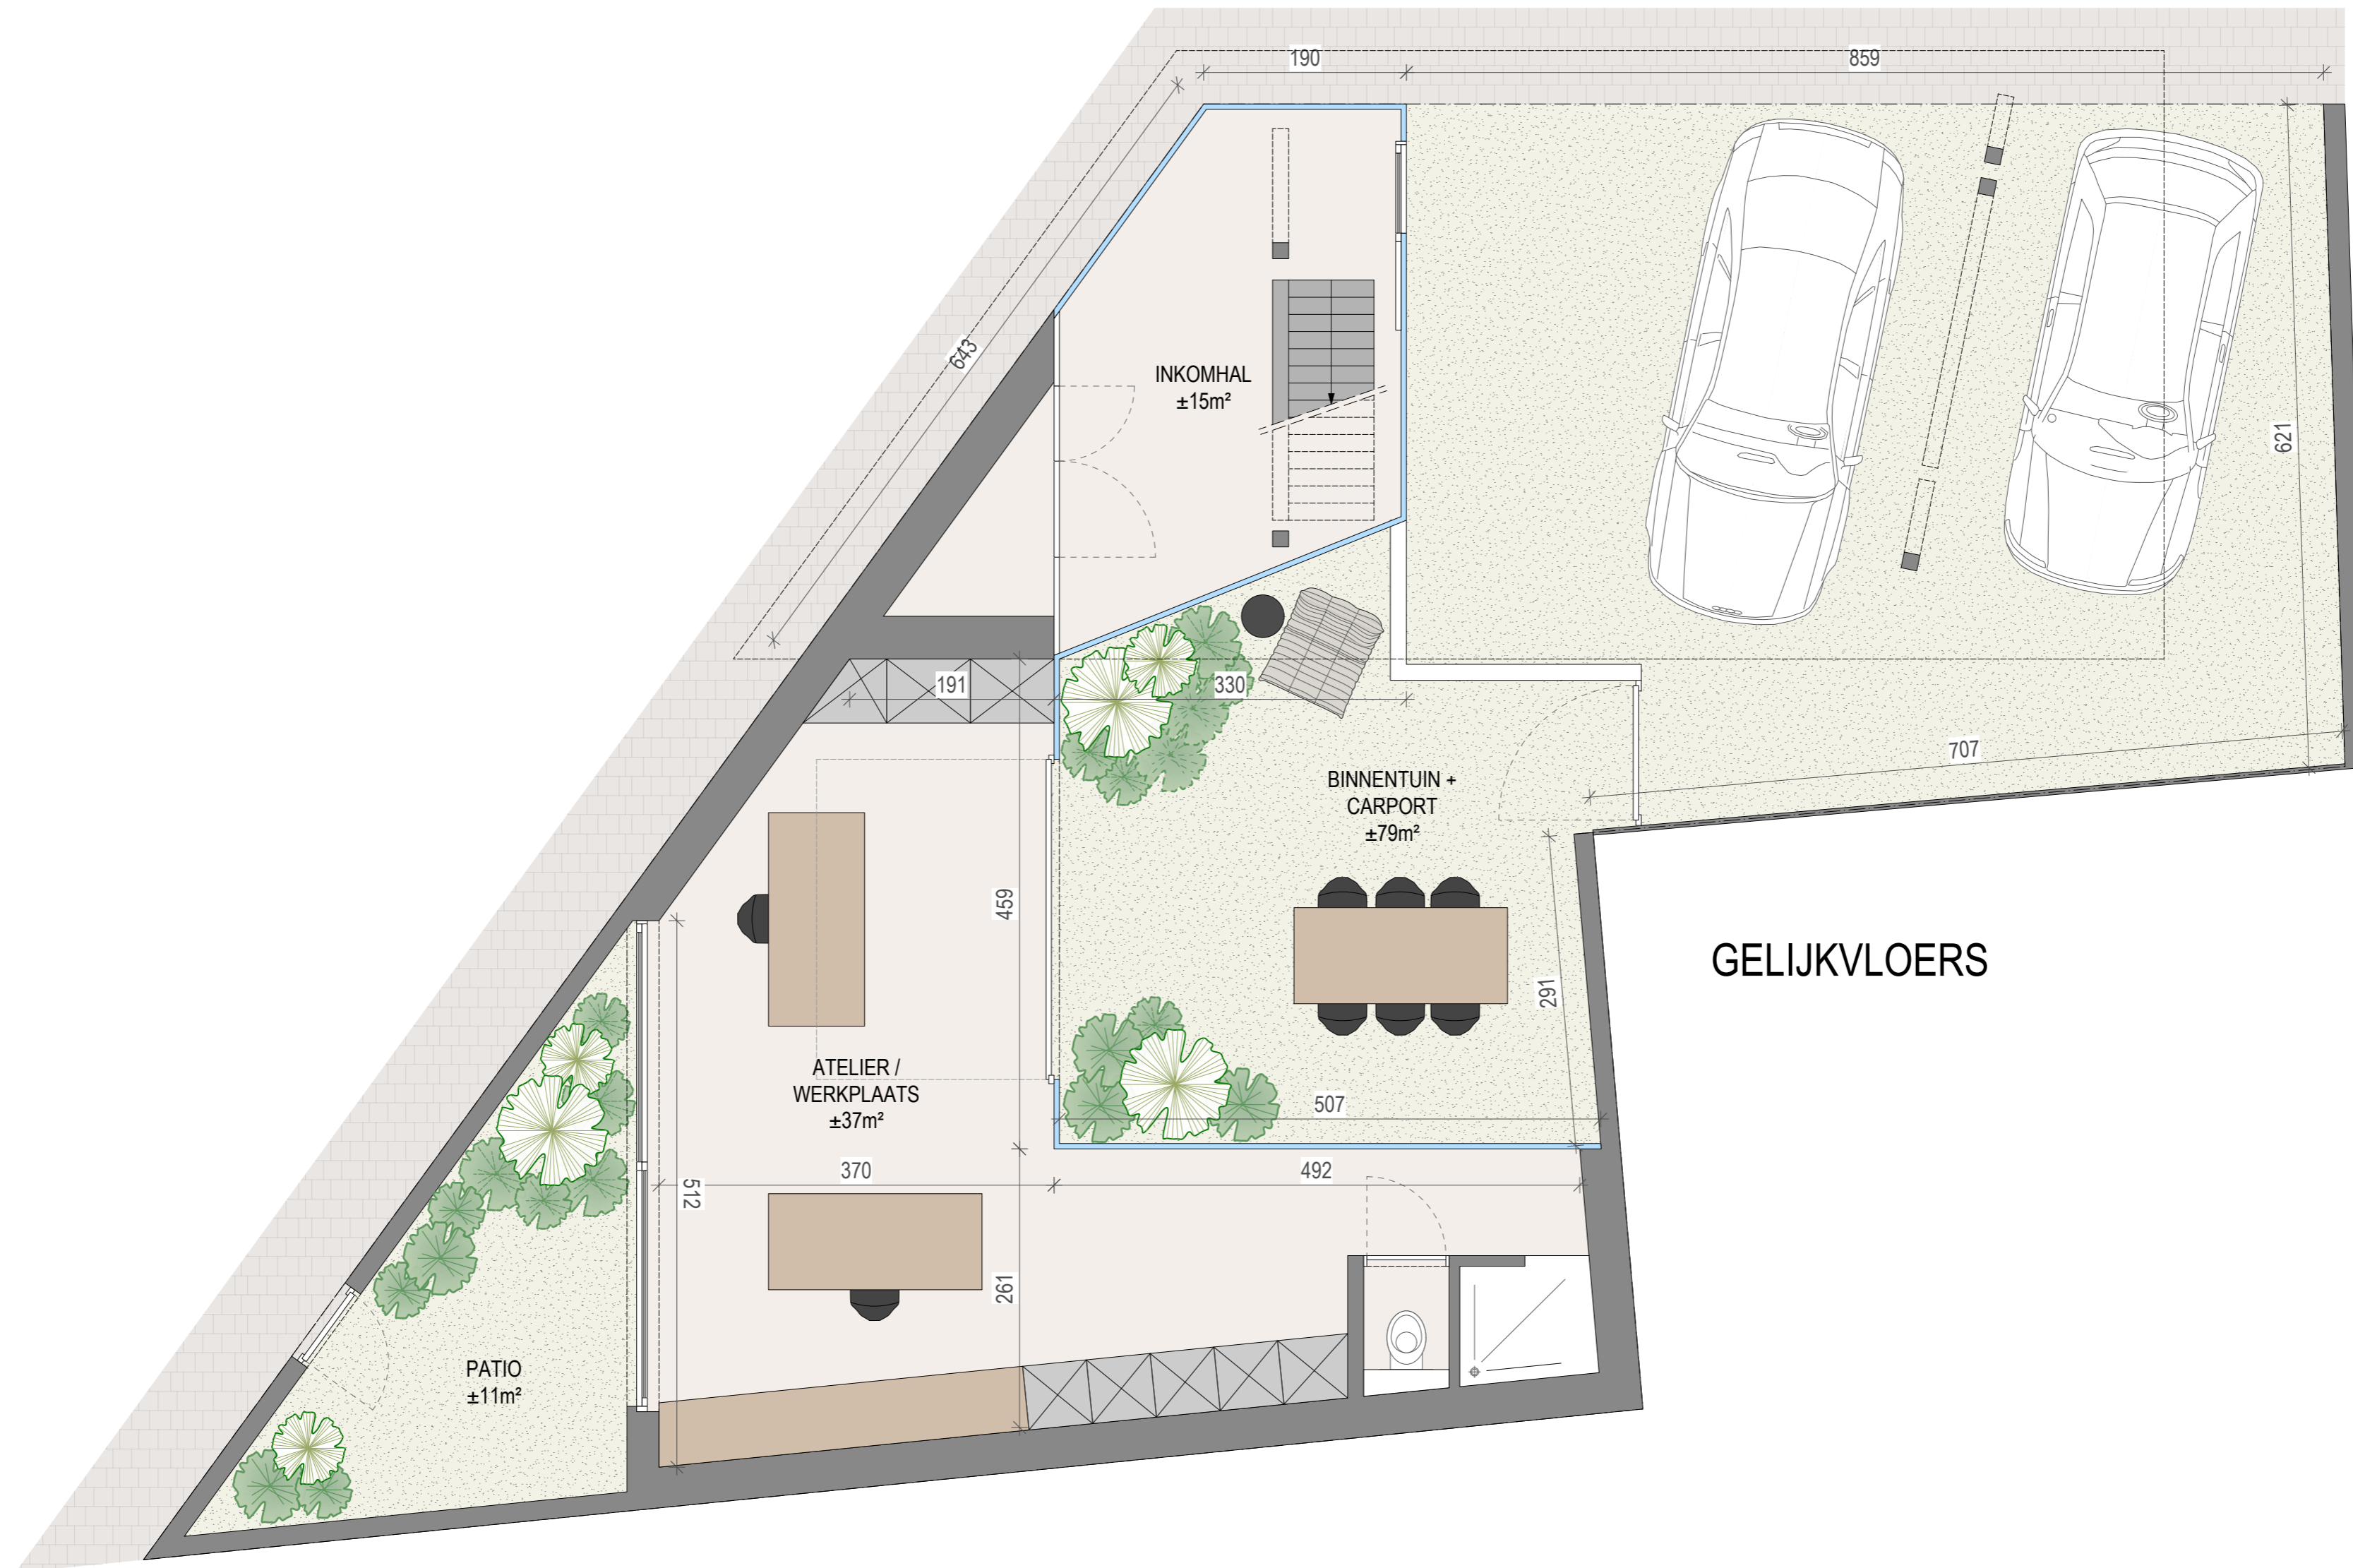 190
859
643
INKOMHAL
±15m²
621
191
330
707
BINNENTUIN +
CARPORT
±79m²
459
GELIJKVLOERS
291
ATELIER /
WERKPLAATS
±37m²
507
370
492
512
261
PATIO
±11m²